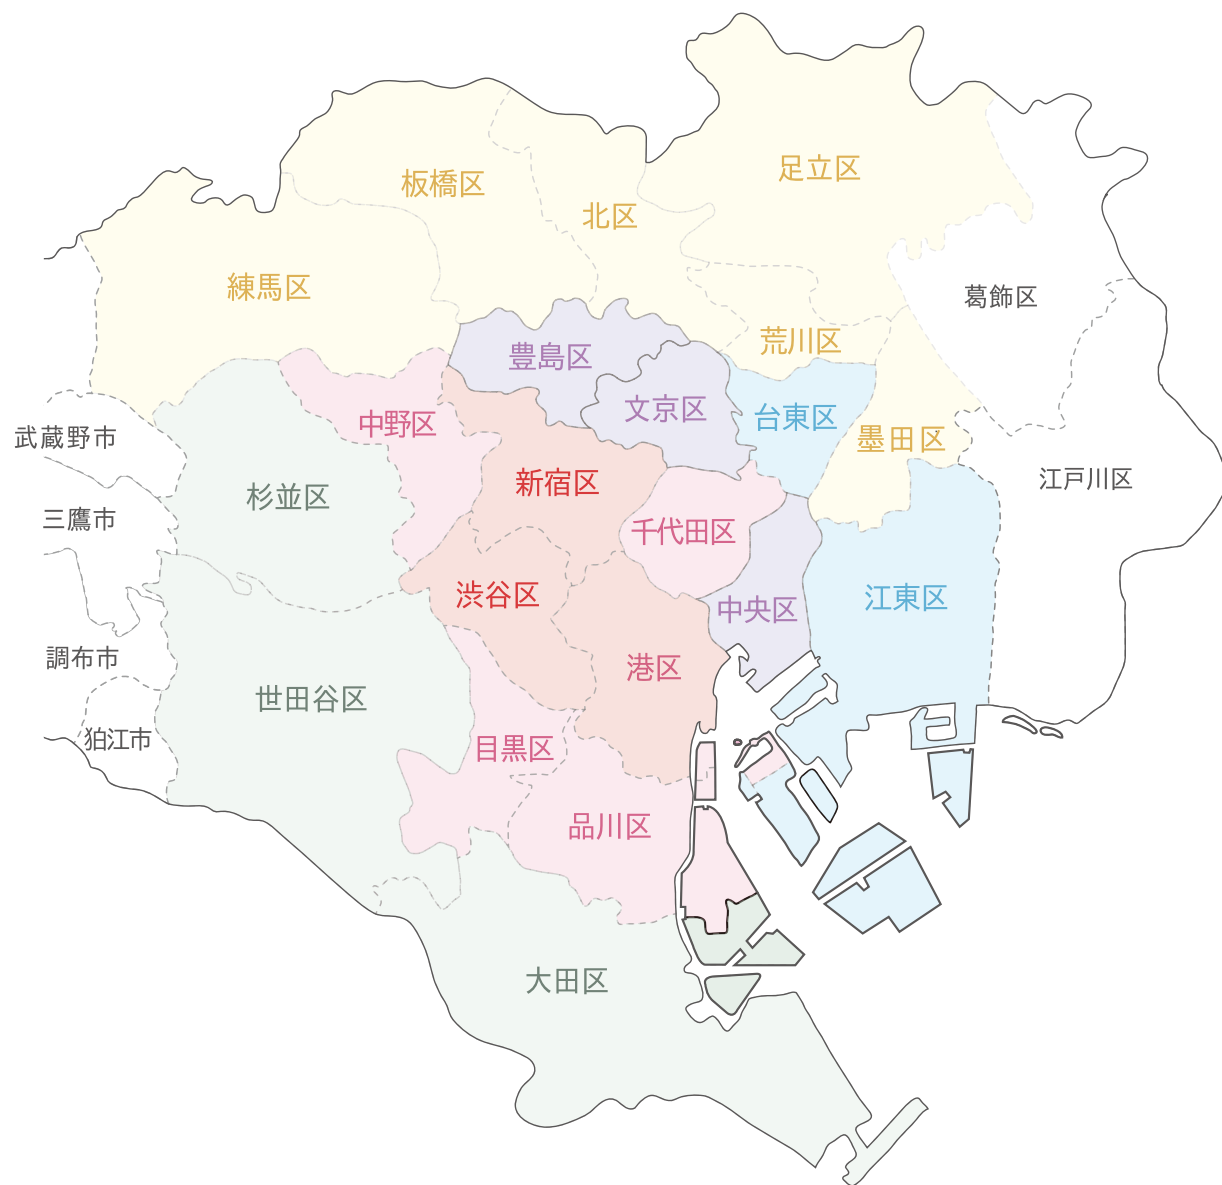 足立区
板橋区
北区
練馬区
葛飾区
荒川区
豊島区
文京区
台東区
中野区
武蔵野市
墨田区
江戸川区
新宿区
杉並区
三鷹市
千代田区
渋谷区
江東区
中央区
調布市
港区
世田谷区
狛江市
目黒区
品川区
大田区